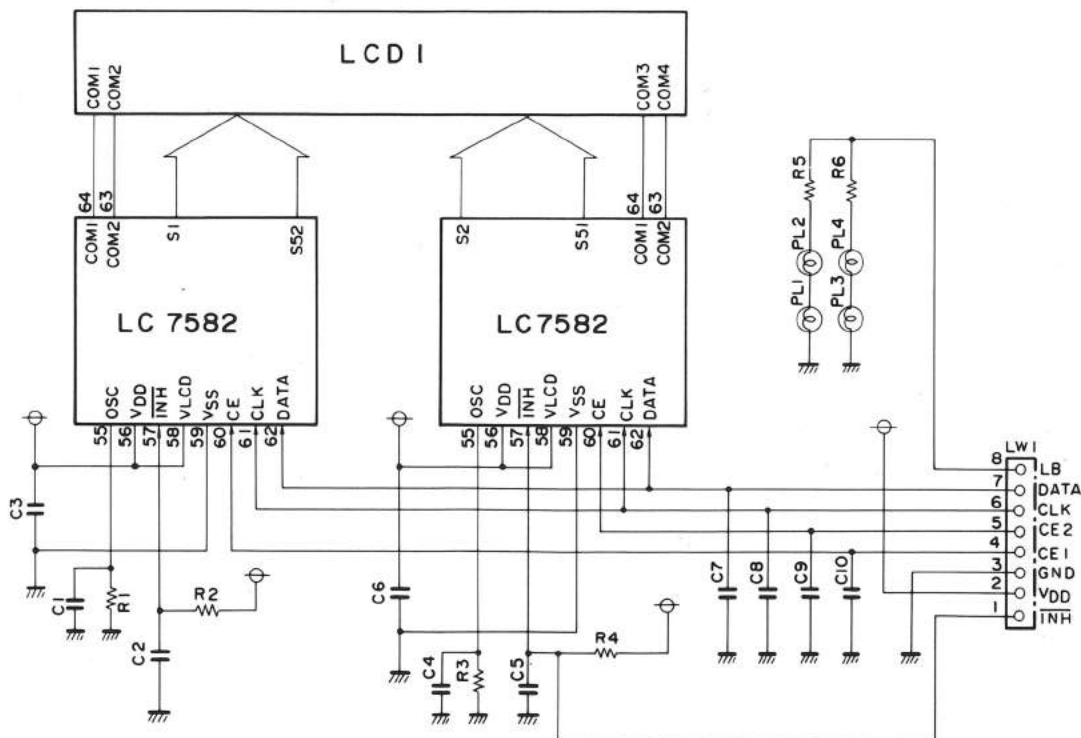 LCD1
COM1
COM2
COM3
COM4
64
63
64
63
COM1
COM2
S1
S52
S2
S51
COM1
COM2
LC 7582
LC7582
OSC
VDD
INH
VLCD
VSS
CE
CLK
DATA
55
56
57
58
59
60
61
62
OSC
VDD
INH
VLCD
VSS
CE
CLK
DATA
55
56
57
58
59
60
61
62
R5
R6
PL2
PL4
PL1
PL3
C3
C1
R1
R2
C2
C6
C4
R3
C5
R4
C7
C8
C9
C10
LW1
8 LB
7 DATA
6 CLK
5 CE2
4 CE1
3 GND
2 VDD
1 INH